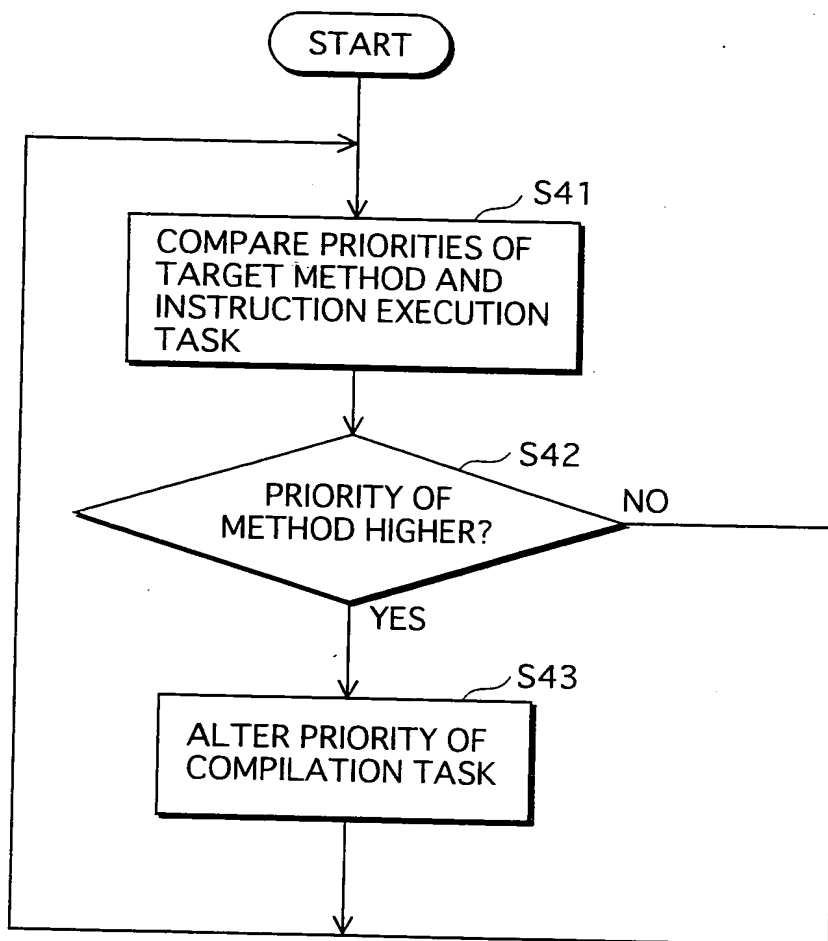 START
S41
COMPARE PRIORITIES OF
TARGET METHOD AND
INSTRUCTION EXECUTION
TASK
S42
PRIORITY OF
METHOD HIGHER?
NO
YES
S43
ALTER PRIORITY OF
COMPILATION TASK